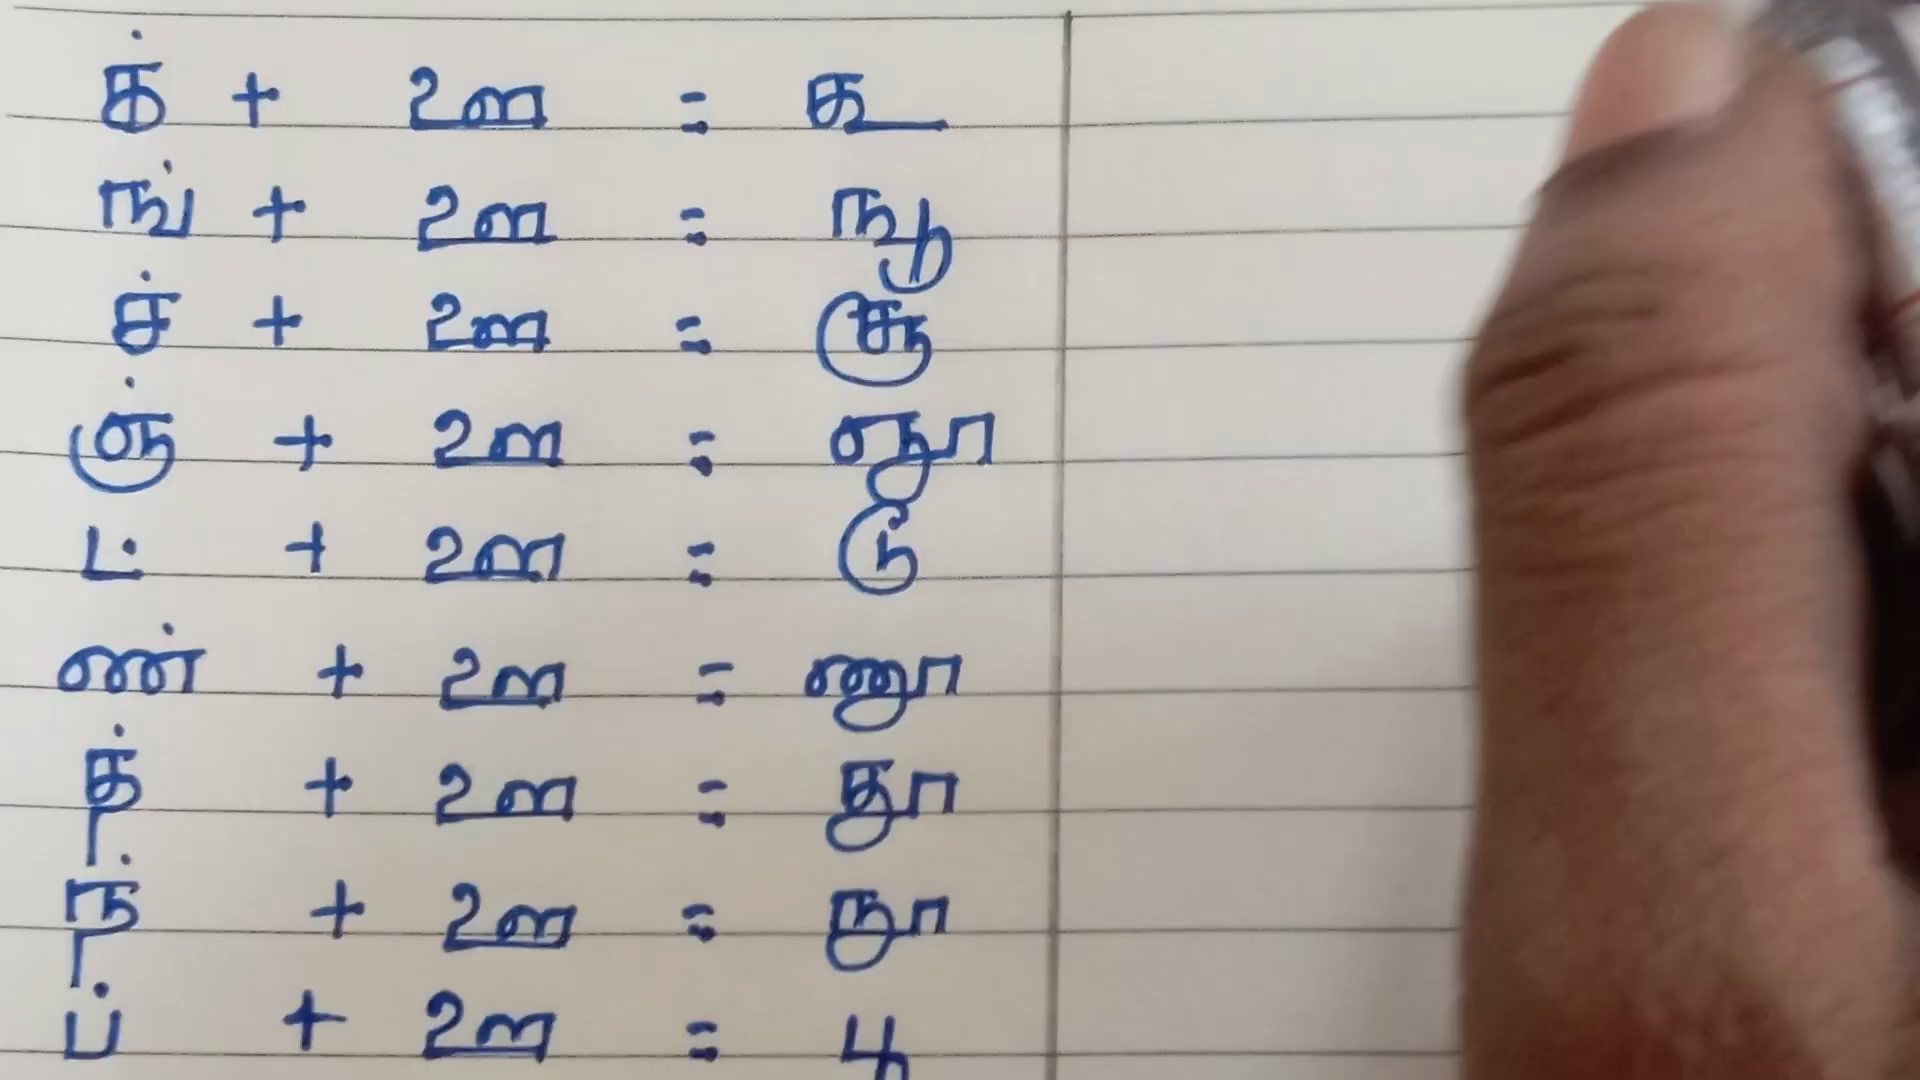 க் + ஊ = கூ
ங் + ஊ = ஙூ
ச் + ஊ = சூ
ஞ் + ஊ = ஞூ
ட் + ஊ = டூ
ண் + ஊ = ணூ
த் + ஊ = தூ
ந் + ஊ = நூ
ப் + ஊ = பூ